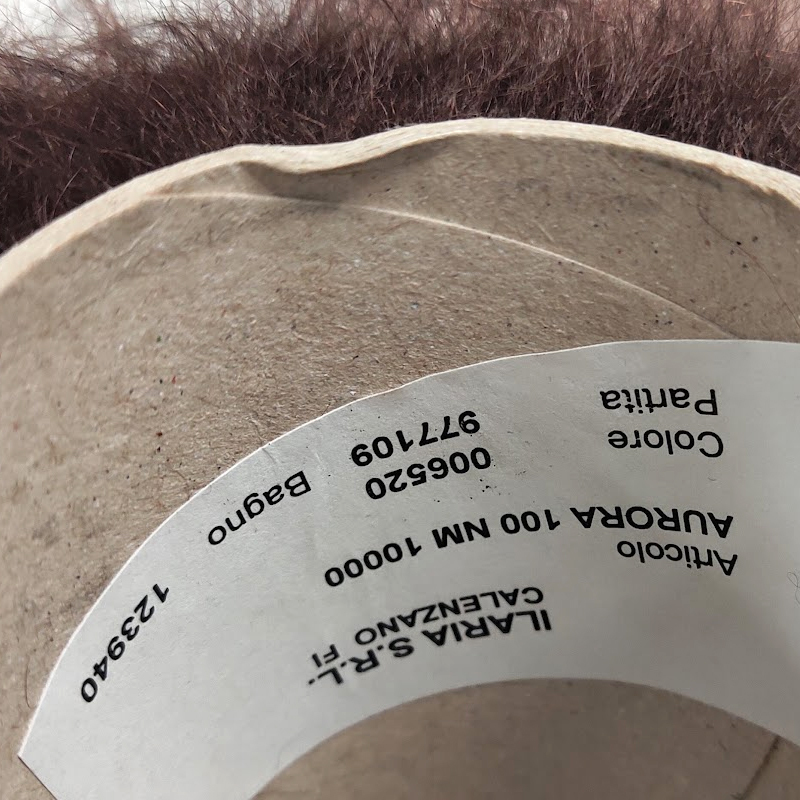 ILARIA S.R.L.
CALENZANO FI
Articolo
AURORA 100 NM 10000
Colore 006520 Bagno 123940
Partita 977109